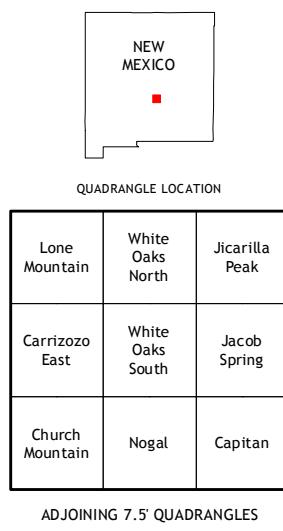 NEW
MEXICO
QUADRANGLE LOCATION
Lone
Mountain
White
Oaks
North
Jicarilla
Peak
Carrizozo
East
White
Oaks
South
Jacob
Spring
Church
Mountain
Nogal
Capitan
ADJOINING 7.5' QUADRANGLES